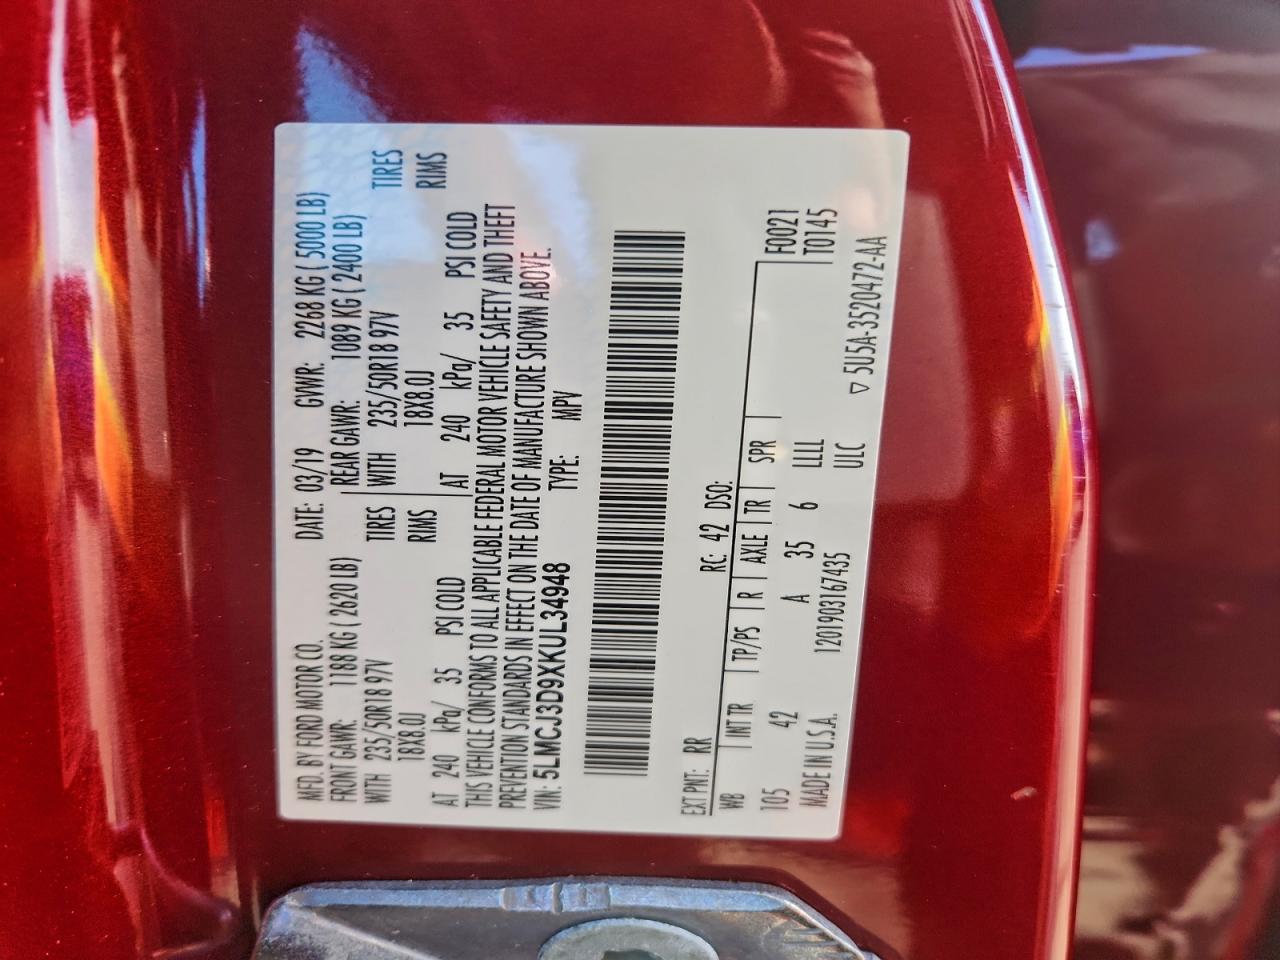 MFD. BY FORD MOTOR CO. DATE: 03/19 GVWR: 2268 KG ( 5000 LB)
FRONT GAWR: 1188 KG ( 2620 LB) REAR GAWR: 1089 KG ( 2400 LB)
WITH 235/50R18 97V TIRES WITH 235/50R18 97V TIRES
18X8.0J RIMS 18X8.0J RIMS
AT 240 kPa/ 35 PSI COLD AT 240 kPa/ 35 PSI COLD
THIS VEHICLE CONFORMS TO ALL APPLICABLE FEDERAL MOTOR VEHICLE SAFETY AND THEFT
PREVENTION STANDARDS IN EFFECT ON THE DATE OF MANUFACTURE SHOWN ABOVE.
VIN: 5LMCJ3D9XKUL34948 TYPE: MPV
EXT PNT: RR RC: 42 DSO:
WB INT TR TP/PS R AXLE TR SPR F0021
105 42 A 35 6 LLLL T0145
MADE IN U.S.A. 1201903167435 ULC
▽ 5U5A-3520472-AA